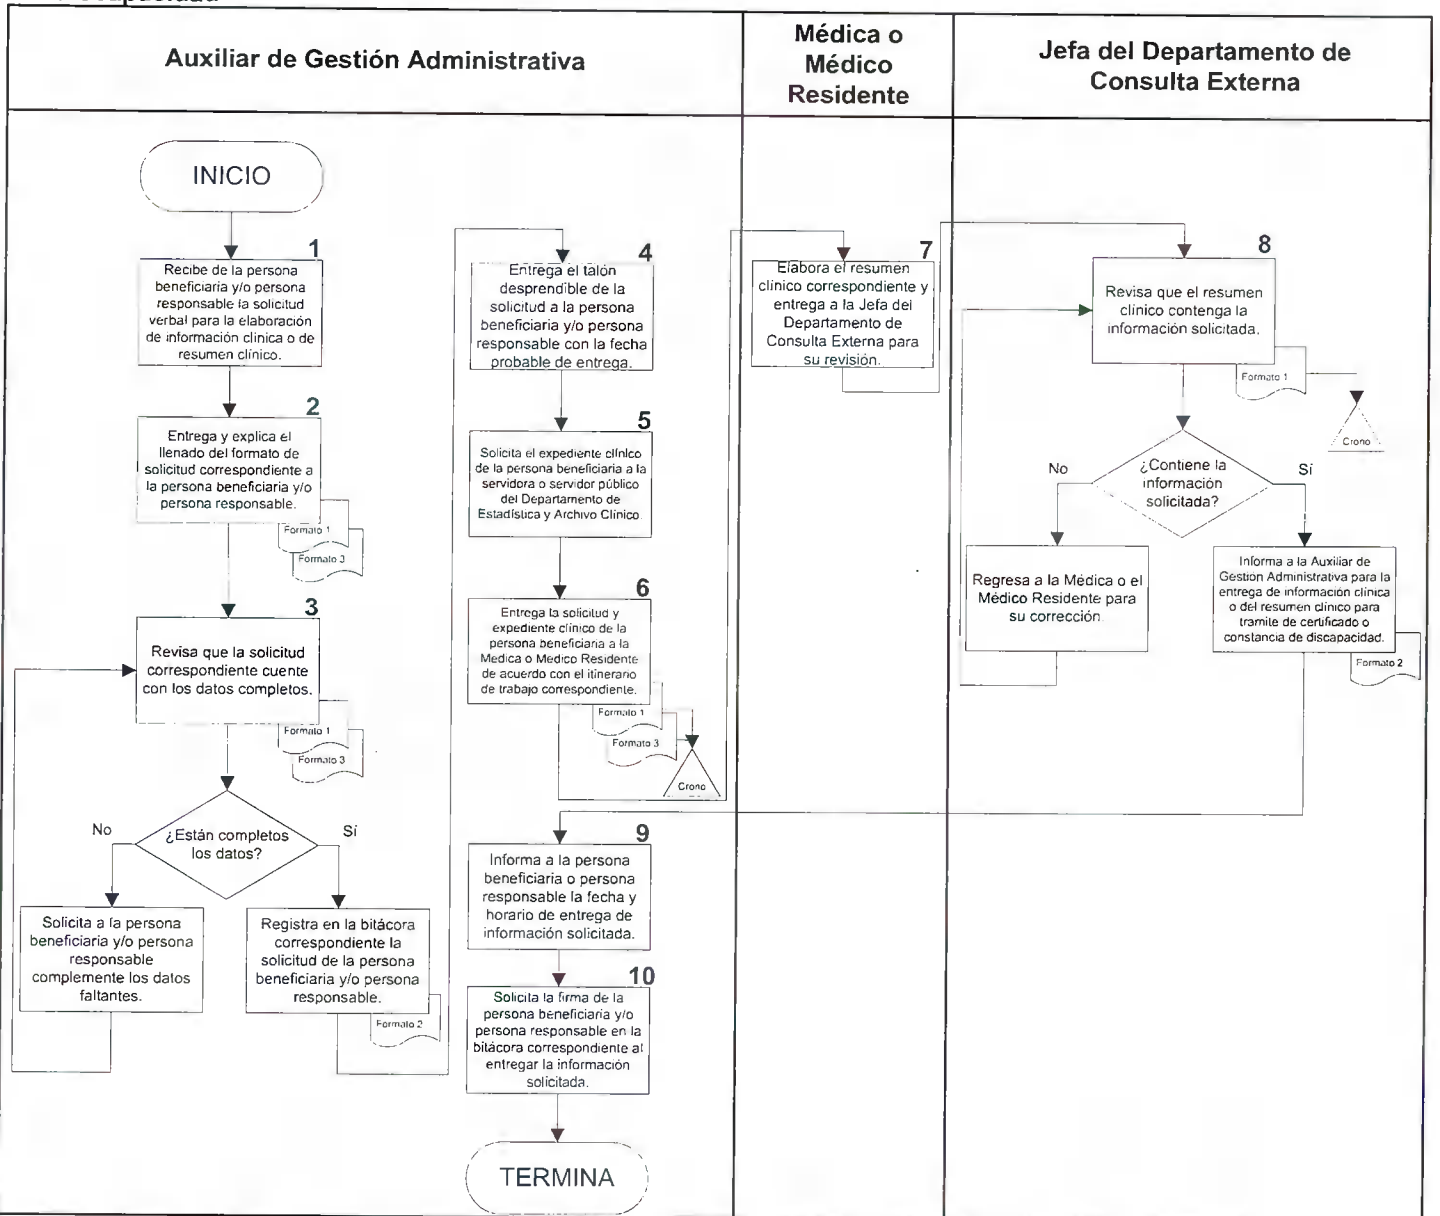 Auxiliar de Gestión Administrativa
Médica o
Médico
Residente
Jefa del Departamento de
Consulta Externa
INICIO
1
Recibe de la persona
beneficiaria y/o persona
responsable la solicitud
verbal para la elaboración
de información clínica o de
resumen clínico.
2
Entrega y explica el
llenado del formato de
solicitud correspondiente a
la persona beneficiaria y/o
persona responsable.
Formato 1
Formato 3
3
Revisa que la solicitud
correspondiente cuente
con los datos completos.
Formato 1
Formato 3
¿Están completos
los datos?
No
Sí
Solicita a la persona
beneficiaria y/o persona
responsable
complemente los datos
faltantes.
Registra en la bitácora
correspondiente la
solicitud de la persona
beneficiaria y/o persona
responsable.
Formato 2
4
Entrega el talón
desprendible de la
solicitud a la persona
beneficiaria y/o persona
responsable con la fecha
probable de entrega.
5
Solicita el expediente clínico
de la persona beneficiaria a la
servidora o servidor público
del Departamento de
Estadística y Archivo Clínico.
6
Entrega la solicitud y
expediente clínico de la
persona beneficiaria a la
Medica o Medico Residente
de acuerdo con el itinerario
de trabajo correspondiente.
Formato 1
Formato 3
Crono
7
Elabora el resumen
clínico correspondiente y
entrega a la Jefa del
Departamento de
Consulta Externa para
su revisión.
8
Revisa que el resumen
clínico contenga la
información solicitada.
Formato 1
Crono
¿Contiene la
información
solicitada?
No
Sí
Regresa a la Médica o el
Médico Residente para
su corrección.
Informa a la Auxiliar de
Gestión Administrativa para la
entrega de información clínica
o del resumen clínico para
tramite de certificado o
constancia de discapacidad.
Formato 2
9
Informa a la persona
beneficiaria o persona
responsable la fecha y
horario de entrega de
información solicitada.
10
Solicita la firma de la
persona beneficiaria y/o
persona responsable en la
bitácora correspondiente al
entregar la información
solicitada.
TERMINA